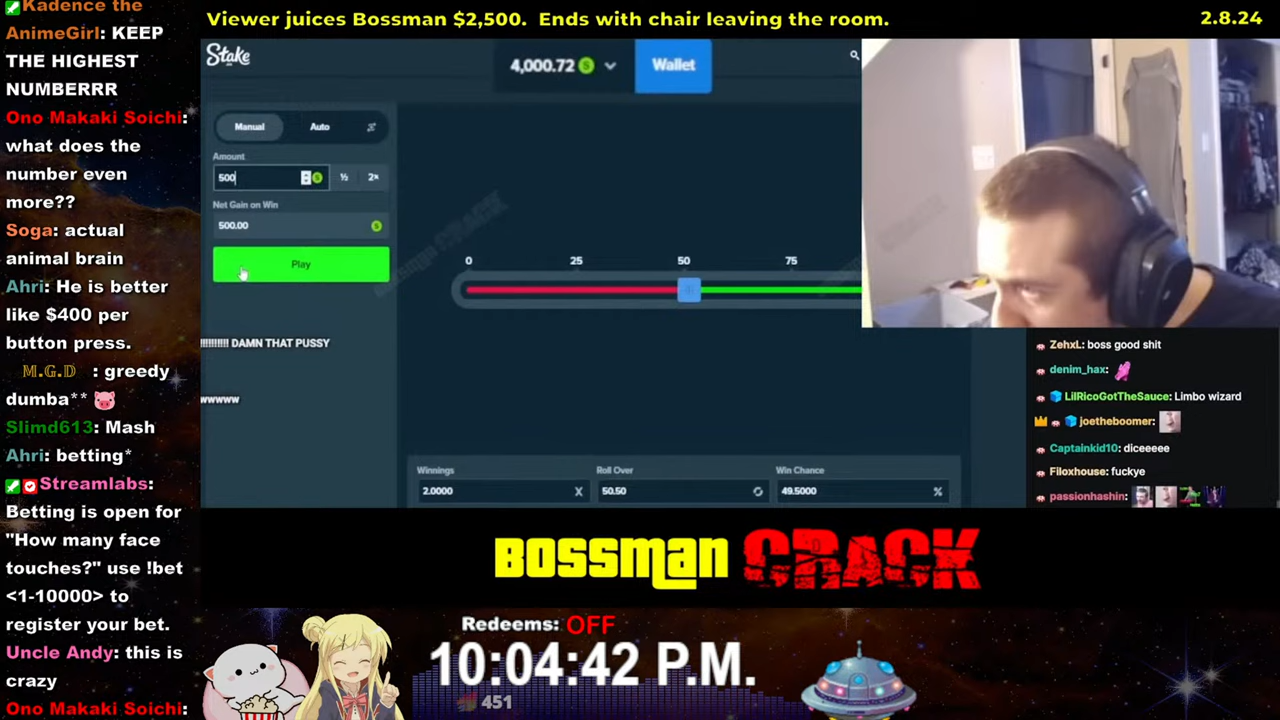 Kadence the
AnimeGirl: KEEP
THE HIGHEST
NUMBERRR
Ono Makaki Soichi:
what does the
number even
more??
Soga: actual
animal brain
Ahri: He is better
like $400 per
button press.
M.G.D : greedy
dumba**
Slimd613: Mash
Ahri: betting*
Streamlabs:
Betting is open for
"How many face
touches?" use !bet
<1-10000> to
register your bet.
Uncle Andy: this is
crazy
Ono Makaki Soichi:
Viewer juices Bossman $2,500. Ends with chair leaving the room.
2.8.24
Stake
4,000.72
Wallet
Manual
Auto
Amount
500
½
2×
Net Gain on Win
500.00
Play
0
25
50
75
!!!!!!!!!! DAMN THAT PUSSY
wwwww
Winnings
Roll Over
Win Chance
2.0000
50.50
49.5000
%
ZehxL: boss good shit
denim_hax:
LilRicoGotTheSauce: Limbo wizard
joetheboomer:
Captainkid10: diceeeee
Filoxhouse: fuckye
passionhashin:
BOSSMAN CRACK
Redeems: OFF
10:04:42 P.M.
451